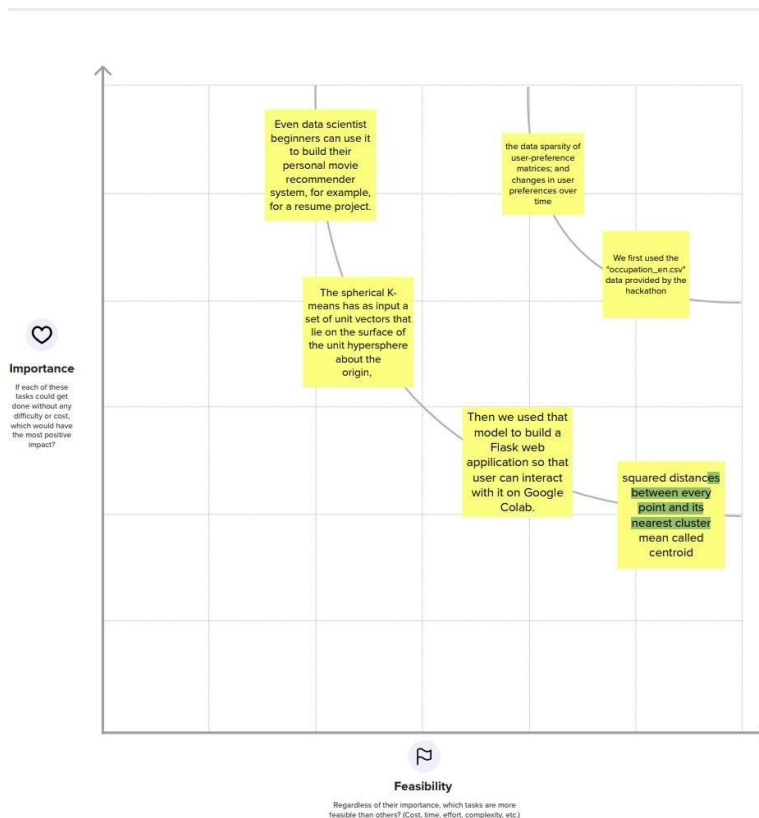 Even data scientist
beginners can use it
to build their
personal movie
recommender
system, for example,
for a resume project.
the data sparsity of
user-preference
matrices; and
changes in user
preferences over
time
We first used the
"occupation_en.csv"
data provided by the
hackathon
The spherical K-
means has as input a
set of unit vectors that
lie on the surface of
the unit hypersphere
about the
origin,
Importance
If each of these
tasks could get
done without any
difficulty or cost,
which would have
the most positive
impact?
Then we used that
model to build a
Flask web
appilication so that
user can interact
with it on Google
Colab.
squared distances
between every
point and its
nearest cluster
mean called
centroid
Feasibility
Regardless of their importance, which tasks are more
feasible than others? (Cost, time, effort, complexity, etc.)